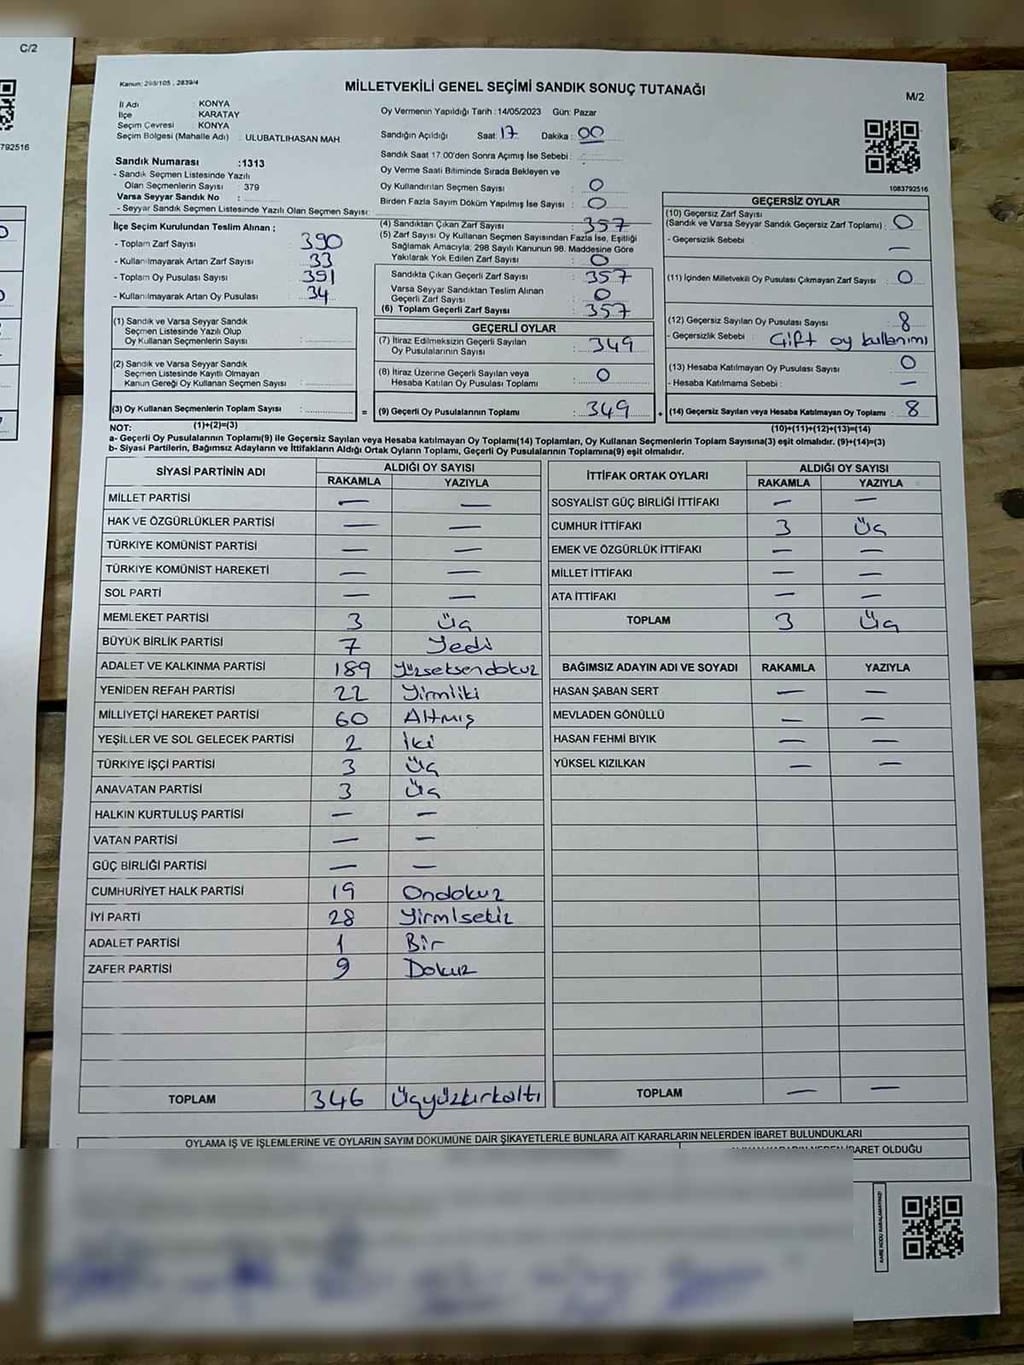 C/2
792516
Kanun: 298/105 , 2839/4
MİLLETVEKİLİ GENEL SEÇİMİ SANDIK SONUÇ TUTANAĞI
M/2
İl Adı KONYA
İlçe KARATAY
Seçim Çevresi KONYA
Seçim Bölgesi (Mahalle Adı) : ULUBATLIHASAN MAH.
Sandık Numarası :1313
- Sandık Seçmen Listesinde Yazılı
Olan Seçmenlerin Sayısı : 379
Varsa Seyyar Sandık No :
- Seyyar Sandık Seçmen Listesinde Yazılı Olan Seçmen Sayısı:
Oy Vermenin Yapıldığı Tarih : 14/05/2023 Gün: Pazar
Sandığın Açıldığı Saat: 17 Dakika : 00
Sandık Saat 17.00'den Sonra Açımış İse Sebebi :
Oy Verme Saati Bitiminde Sırada Bekleyen ve
Oy Kullandırılan Seçmen Sayısı : 0
Birden Fazla Sayım Döküm Yapılmış İse Sayısı : 0
1083792516
İlçe Seçim Kurulundan Teslim Alınan ;
- Toplam Zarf Sayısı : 390
- Kullanılmayarak Artan Zarf Sayısı : 33
- Toplam Oy Pusulası Sayısı : 391
- Kullanılmayarak Artan Oy Pusulası : 34
(4) Sandıktan Çıkan Zarf Sayısı : 357
(5) Zarf Sayısı Oy Kullanan Seçmen Sayısından Fazla İse, Eşitliği
Sağlamak Amacıyla; 298 Sayılı Kanunun 98. Maddesine Göre
Yakılarak Yok Edilen Zarf Sayısı : 0
Sandıkta Çıkan Geçerli Zarf Sayısı : 357
Varsa Seyyar Sandıktan Teslim Alınan
Geçerli Zarf Sayısı : 0
(6) Toplam Geçerli Zarf Sayısı : 357
GEÇERSİZ OYLAR
(10) Geçersiz Zarf Sayısı
(Sandık ve Varsa Seyyar Sandık Geçersiz Zarf Toplamı) : 0
- Geçersizlik Sebebi —
(11) İçinden Milletvekili Oy Pusulası Çıkmayan Zarf Sayısı : 0
(12) Geçersiz Sayılan Oy Pusulası Sayısı : 8
- Geçersizlik Sebebi : Çift oy kullanımı
(13) Hesaba Katılmayan Oy Pusulası Sayısı : 0
- Hesaba Katılmama Sebebi : —
(14) Geçersiz Sayılan veya Hesaba Katılmayan Oy Toplamı : 8
(10)+(11)+(12)+(13)=(14)
(1) Sandık ve Varsa Seyyar Sandık
Seçmen Listesinde Yazılı Olup
Oy Kullanan Seçmenlerin Sayısı :
(2) Sandık ve Varsa Seyyar Sandık
Seçmen Listesinde Kayıtlı Olmayan
Kanun Gereği Oy Kullanan Seçmen Sayısı :
(3) Oy Kullanan Seçmenlerin Toplam Sayısı : =
(1)+(2)=(3)
GEÇERLİ OYLAR
(7) İtiraz Edilmeksizin Geçerli Sayılan
Oy Pusulalarının Sayısı : 349
(8) İtiraz Üzerine Geçerli Sayılan veya
Hesaba Katılan Oy Pusulası Toplamı : 0
(9) Geçerli Oy Pusulalarının Toplamı : 349
NOT:
a- Geçerli Oy Pusulalarının Toplamı(9) ile Geçersiz Sayılan veya Hesaba katılmayan Oy Toplamı(14) Toplamları, Oy Kullanan Seçmenlerin Toplam Sayısına(3) eşit olmalıdır. (9)+(14)=(3)
b- Siyasi Partilerin, Bağımsız Adayların ve İttifakların Aldığı Ortak Oyların Toplamı, Geçerli Oy Pusulalarının Toplamına(9) eşit olmalıdır.
SİYASİ PARTİNİN ADI ALDIĞI OY SAYISI
RAKAMLA YAZIYLA
MİLLET PARTİSİ — —
HAK VE ÖZGÜRLÜKLER PARTİSİ — —
TÜRKİYE KOMÜNİST PARTİSİ — —
TÜRKİYE KOMÜNİST HAREKETİ — —
SOL PARTİ — —
MEMLEKET PARTİSİ 3 Üç
BÜYÜK BİRLİK PARTİSİ 7 Yedi
ADALET VE KALKINMA PARTİSİ 189 Yüzseksendokuz
YENİDEN REFAH PARTİSİ 22 Yirmiiki
MİLLİYETÇİ HAREKET PARTİSİ 60 Altmış
YEŞİLLER VE SOL GELECEK PARTİSİ 2 İki
TÜRKİYE İŞÇİ PARTİSİ 3 Üç
ANAVATAN PARTİSİ 3 Üç
HALKIN KURTULUŞ PARTİSİ — —
VATAN PARTİSİ — —
GÜÇ BİRLİĞİ PARTİSİ — —
CUMHURİYET HALK PARTİSİ 19 Ondokuz
İYİ PARTİ 28 Yirmisekiz
ADALET PARTİSİ 1 Bir
ZAFER PARTİSİ 9 Dokuz
TOPLAM 346 Üçyüzkırkaltı
İTTİFAK ORTAK OYLARI ALDIĞI OY SAYISI
RAKAMLA YAZIYLA
SOSYALİST GÜÇ BİRLİĞİ İTTİFAKI — —
CUMHUR İTTİFAKI 3 Üç
EMEK VE ÖZGÜRLÜK İTTİFAKI — —
MİLLET İTTİFAKI — —
ATA İTTİFAKI — —
TOPLAM 3 Üç
BAĞIMSIZ ADAYIN ADI VE SOYADI RAKAMLA YAZIYLA
HASAN ŞABAN SERT — —
MEVLADEN GÖNÜLLÜ — —
HASAN FEHMİ BIYIK — —
YÜKSEL KIZILKAN — —
TOPLAM — —
OYLAMA İŞ VE İŞLEMLERİNE VE OYLARIN SAYIM DÖKÜMÜNE DAİR ŞİKAYETLERLE BUNLARA AİT KARARLARIN NELERDEN İBARET BULUNDUKLARI
İBARET OLDUĞU
KARE KODU KARALAMAYINIZ!